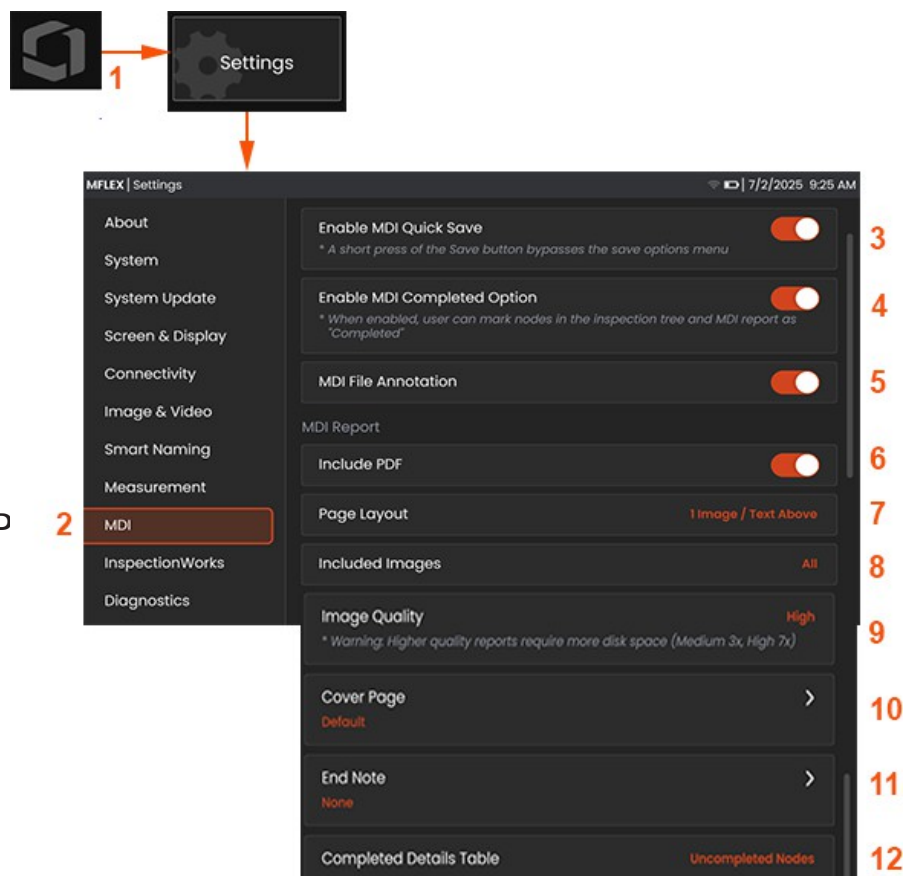 1
Settings
MFLEX | Settings
7/2/2025 9:25 AM
About
System
System Update
Screen & Display
Connectivity
Image & Video
Smart Naming
Measurement
P
2
MDI
InspectionWorks
Diagnostics
Enable MDI Quick Save
* A short press of the Save button bypasses the save options menu
3
Enable MDI Completed Option
* When enabled, user can mark nodes in the inspection tree and MDI report as
"Completed"
4
MDI File Annotation
5
MDI Report
Include PDF
6
Page Layout 1 Image / Text Above
7
Included Images All
8
Image Quality High
* Warning: Higher quality reports require more disk space (Medium 3x, High 7x)
9
Cover Page
Default
10
End Note
None
11
Completed Details Table Uncompleted Nodes
12